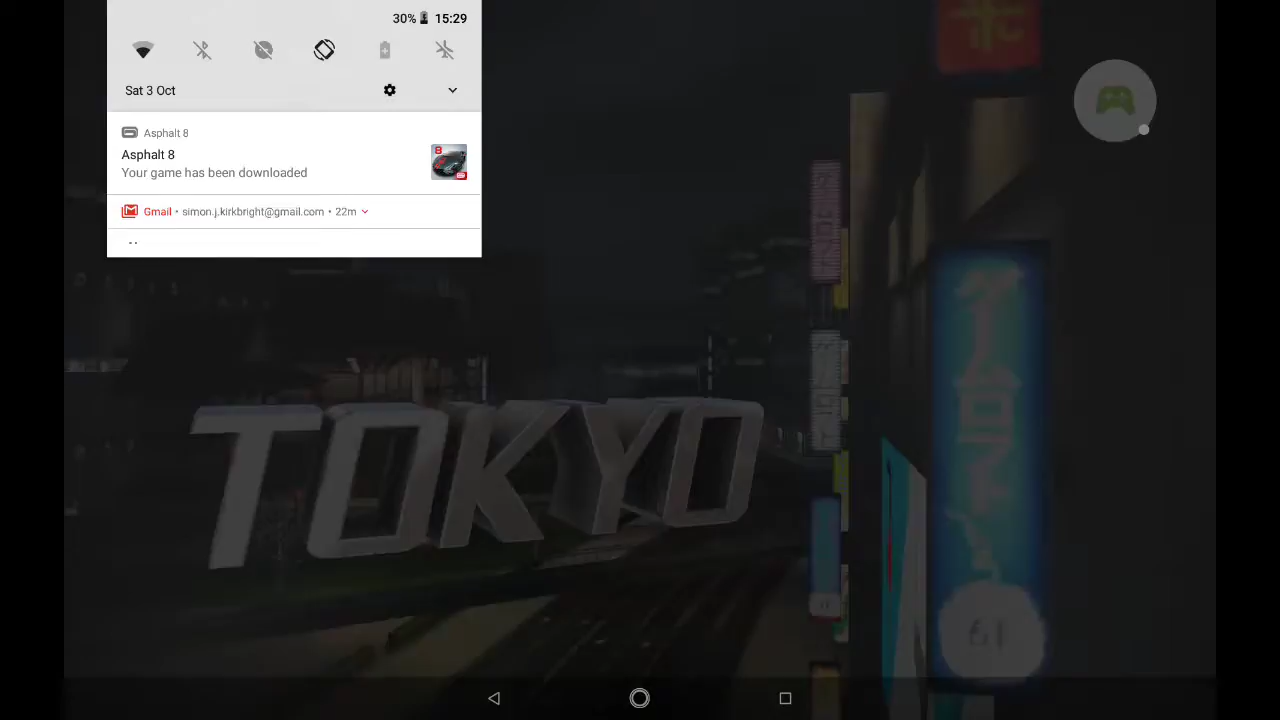 30% 15:29
Sat 3 Oct
Asphalt 8
Asphalt 8
Your game has been downloaded
Gmail • simon.j.kirkbright@gmail.com • 22m
TOKYO
61